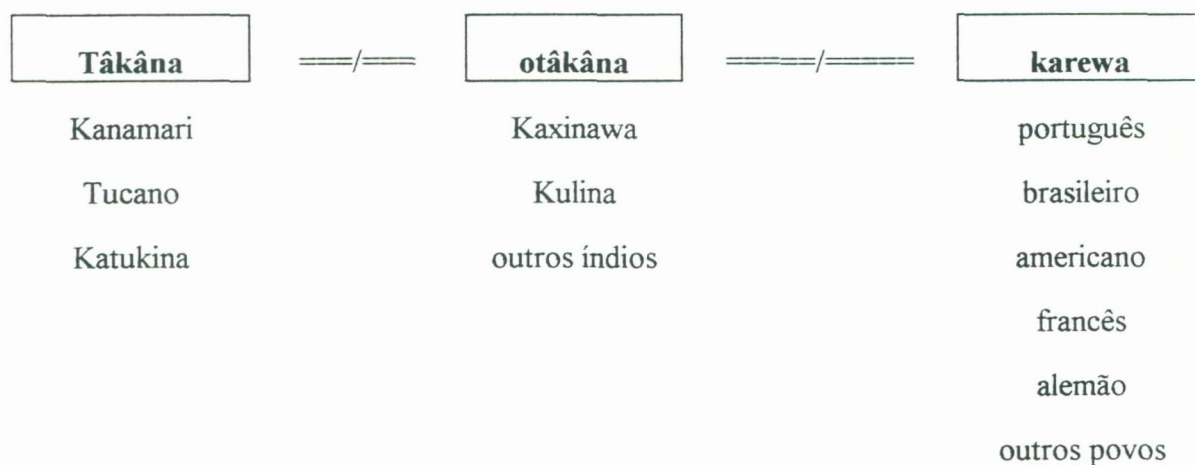 Tâkâna ===/=== otâkâna =====/===== karewa
Kanamari Kaxinawa português
Tucano Kulina brasileiro
Katukina outros índios americano
francês
alemão
outros povos